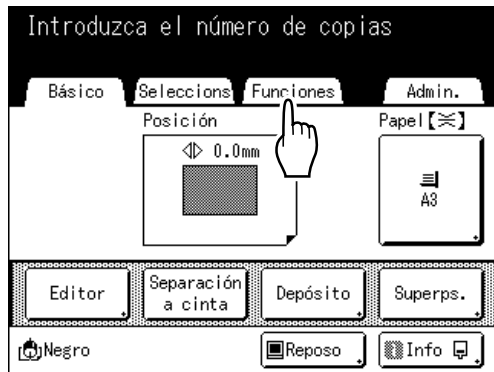 Introduzca el número de copias
Básico Seleccions Funciones Admin.
Posición Papel【⪥】
0.0mm
A3
Editor Separación a cinta Depósito Superps.
Negro Reposo Info